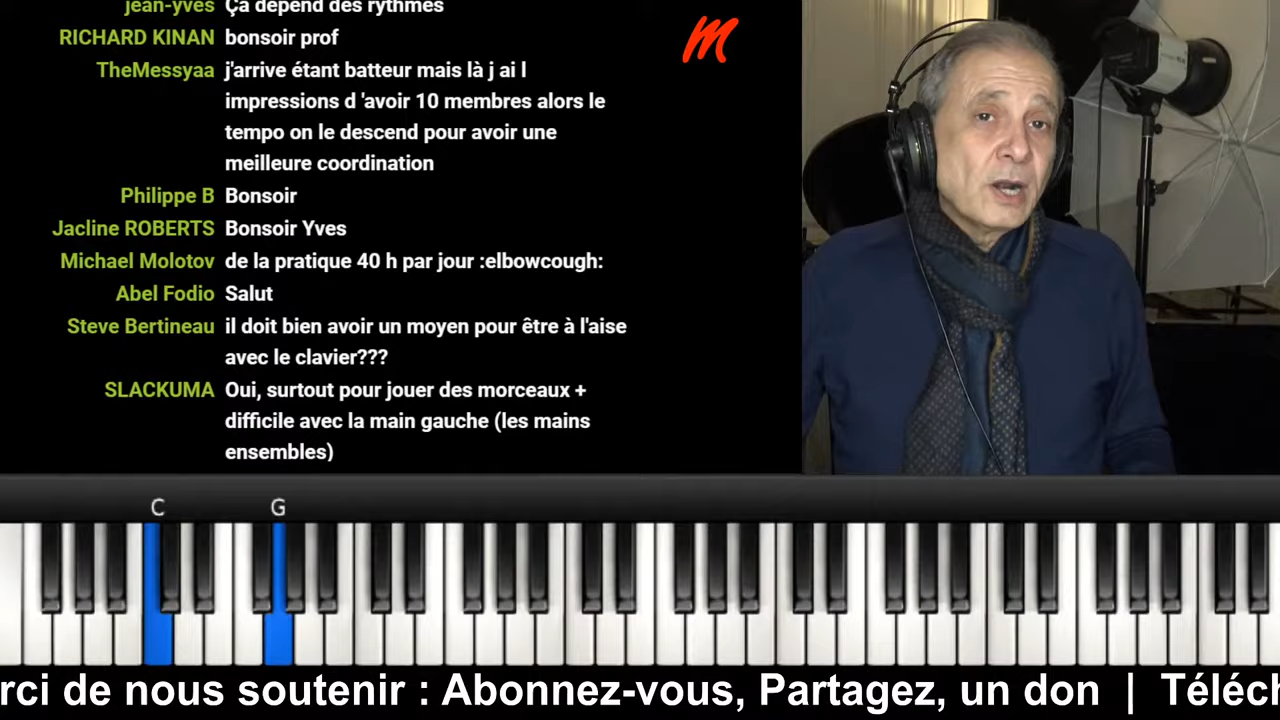 jean-yves Ça dépend des rythmes
RICHARD KINAN bonsoir prof
TheMessyaa j'arrive étant batteur mais là j ai l
impressions d 'avoir 10 membres alors le
tempo on le descend pour avoir une
meilleure coordination
Philippe B Bonsoir
Jacline ROBERTS Bonsoir Yves
Michael Molotov de la pratique 40 h par jour :elbowcough:
Abel Fodio Salut
Steve Bertineau il doit bien avoir un moyen pour être à l'aise
avec le clavier???
SLACKUMA Oui, surtout pour jouer des morceaux +
difficile avec la main gauche (les mains
ensembles)
m
C G
rci de nous soutenir : Abonnez-vous, Partagez, un don | Téléch